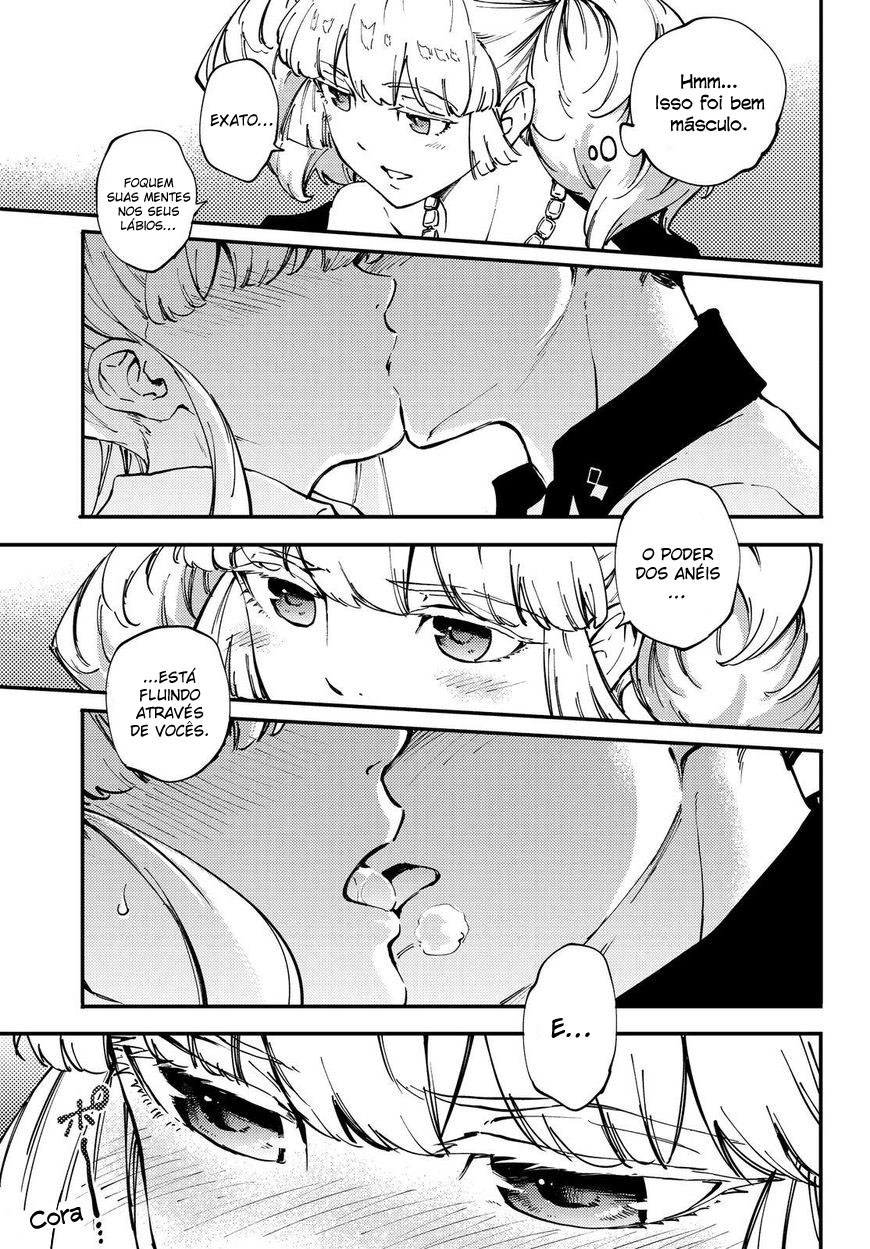 Hmm...
Isso foi bem
másculo.
EXATO...
FOQUEM
SUAS MENTES
NOS SEUS
LÁBIOS...
O PODER
DOS ANÉIS
...
...ESTÁ
FLUINDO
ATRAVÉS
DE VOCÊS.
E...
ポ...
Cora